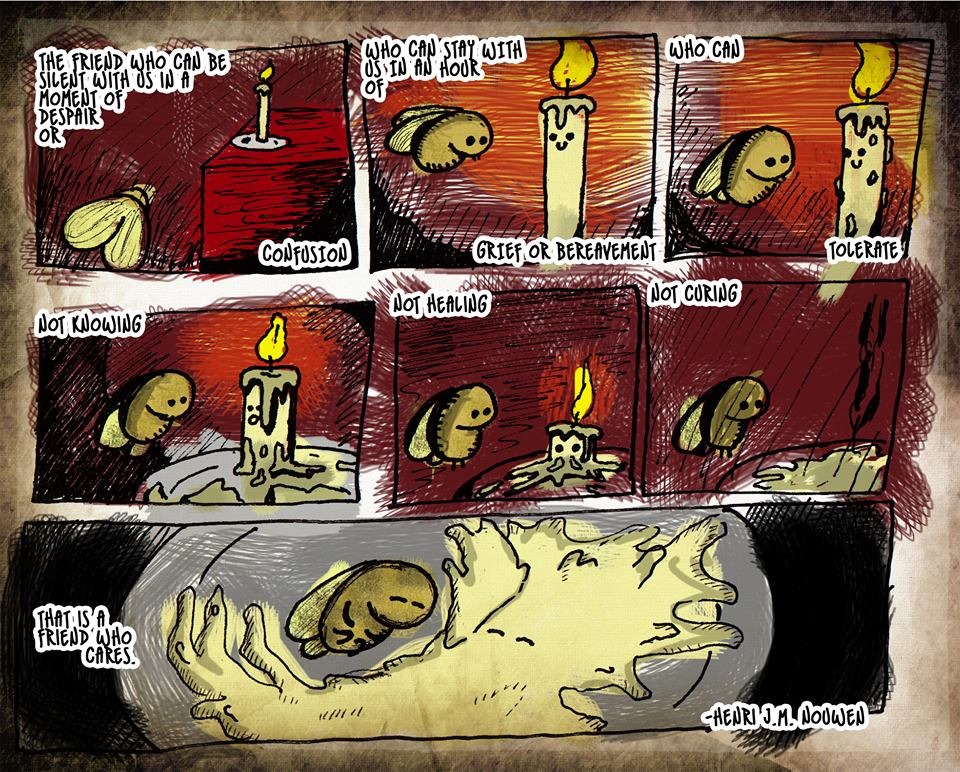 THE FRIEND WHO CAN BE
SILENT WITH US IN A
MOMENT OF
DESPAIR
OR
CONFUSION
WHO CAN STAY WITH
US IN AN HOUR
OF
GRIEF OR BEREAVEMENT
WHO CAN
TOLERATE
NOT KNOWING
NOT HEALING
NOT CURING
THAT IS A
FRIEND WHO
CARES.
-HENRI J.M. NOUWEN